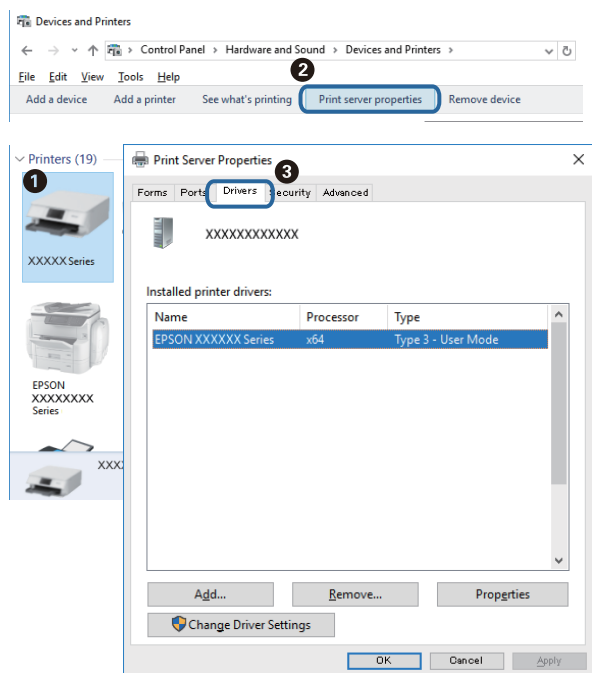 Devices and Printers
Control Panel > Hardware and Sound > Devices and Printers >
File Edit View Tools Help
2
Add a device Add a printer See what's printing Print server properties Remove device
Printers (19)
1
XXXXX Series
EPSON
XXXXXXXX
Series
XXX
Print Server Properties
3
Forms Ports Drivers Security Advanced
XXXXXXXXXXXX
Installed printer drivers:
Name Processor Type
EPSON XXXXXX Series x64 Type 3 - User Mode
Add... Remove... Properties
Change Driver Settings
OK Cancel Apply